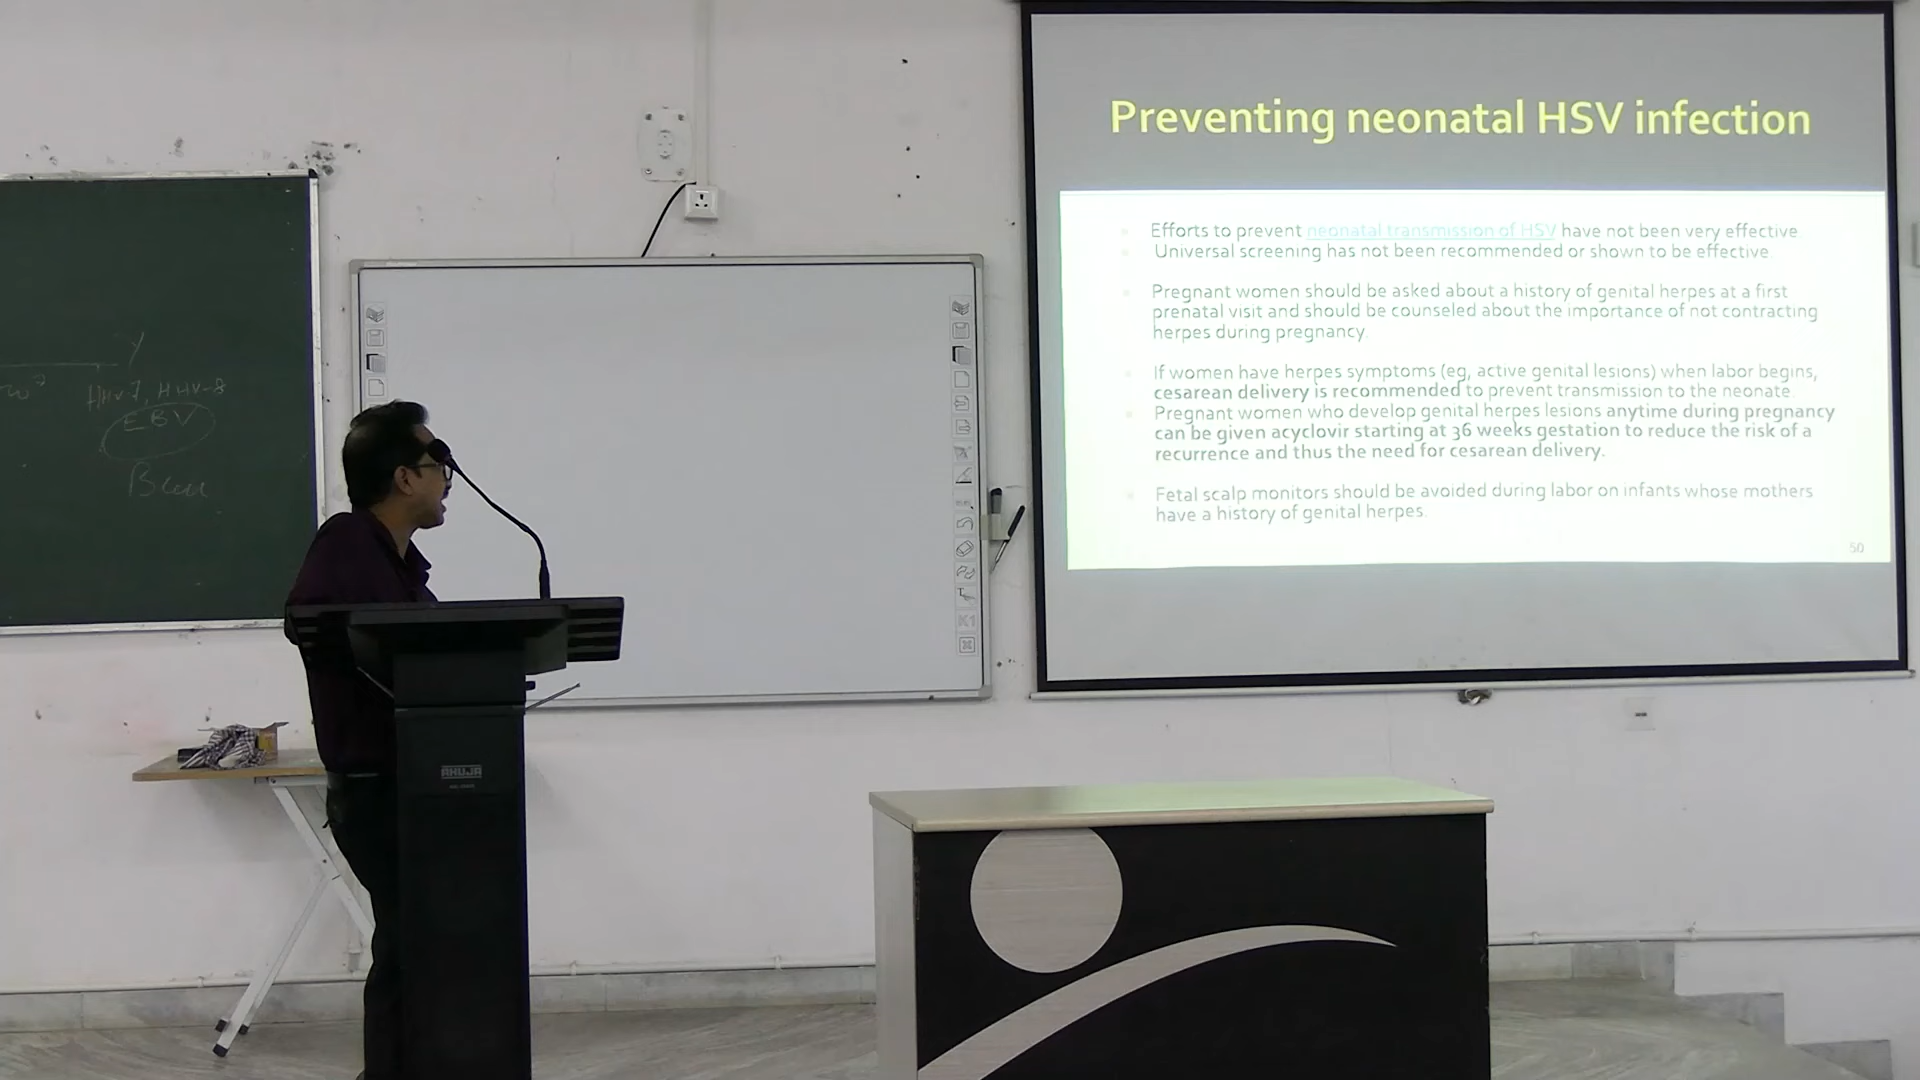 HHV-7, HHV-8
EBV
AHUJA
K1
Preventing neonatal HSV infection
Efforts to prevent neonatal transmission of HSV have not been very effective.
Universal screening has not been recommended or shown to be effective.
Pregnant women should be asked about a history of genital herpes at a first
prenatal visit and should be counseled about the importance of not contracting
herpes during pregnancy.
If women have herpes symptoms (eg, active genital lesions) when labor begins,
cesarean delivery is recommended to prevent transmission to the neonate.
Pregnant women who develop genital herpes lesions anytime during pregnancy
can be given acyclovir starting at 36 weeks gestation to reduce the risk of a
recurrence and thus the need for cesarean delivery.
Fetal scalp monitors should be avoided during labor on infants whose mothers
have a history of genital herpes.
50